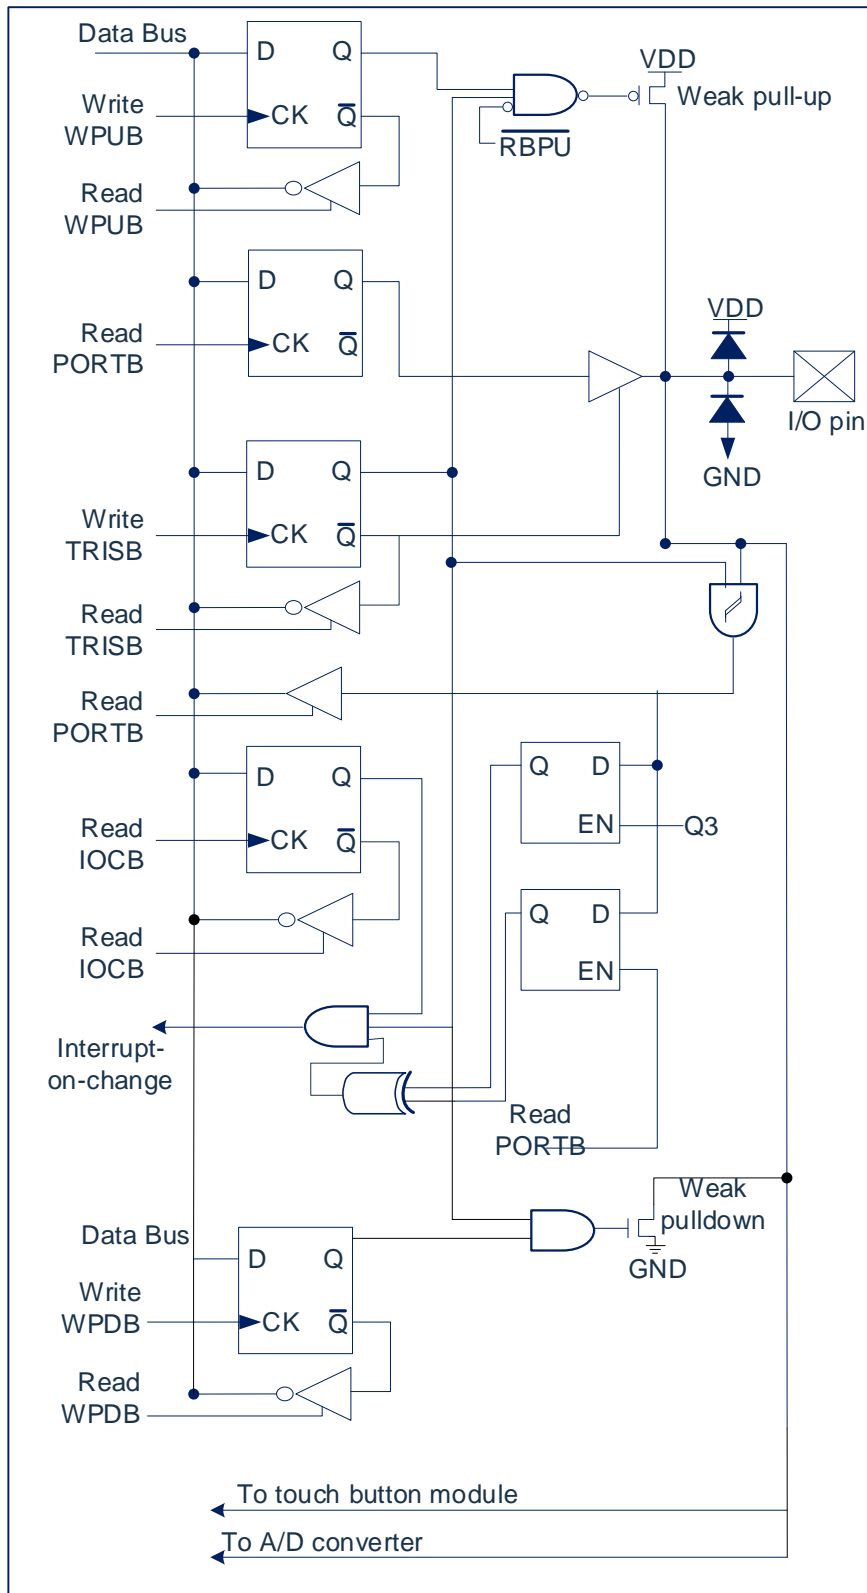 Data Bus
D
Q
VDD
Weak pull-up
Write
WPUB
CK
Q̅
R̅B̅P̅U̅
Read
WPUB
D
Q
VDD
Read
PORTB
CK
Q̅
I/O pin
GND
D
Q
Write
TRISB
CK
Q̅
Read
TRISB
Read
PORTB
D
Q
Q
D
Read
IOCB
CK
Q̅
EN
Q3
Q
D
Read
IOCB
EN
Interrupt-
on-change
Read
PORTB
Weak
pulldown
Data Bus
D
Q
GND
Write
WPDB
CK
Q̅
Read
WPDB
To touch button module
To A/D converter